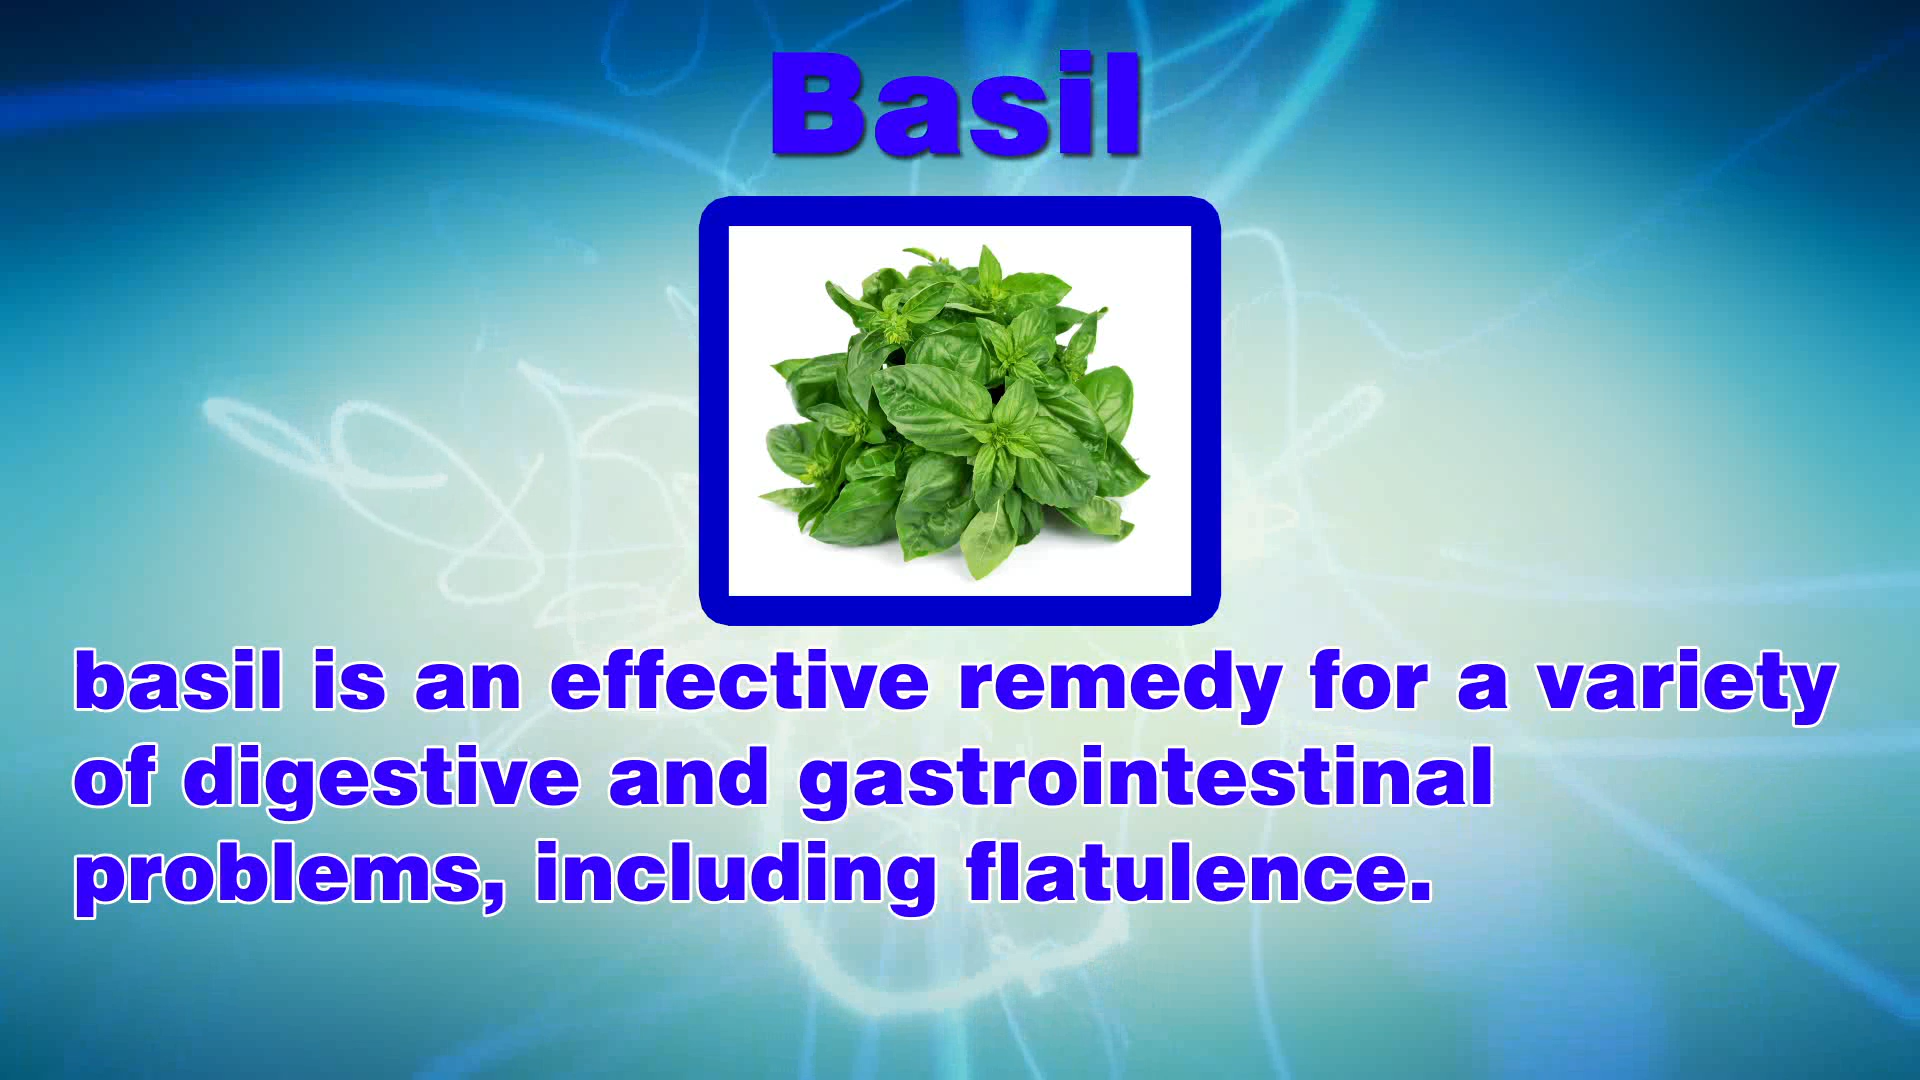 Basil
basil is an effective remedy for a variety
of digestive and gastrointestinal
problems, including flatulence.